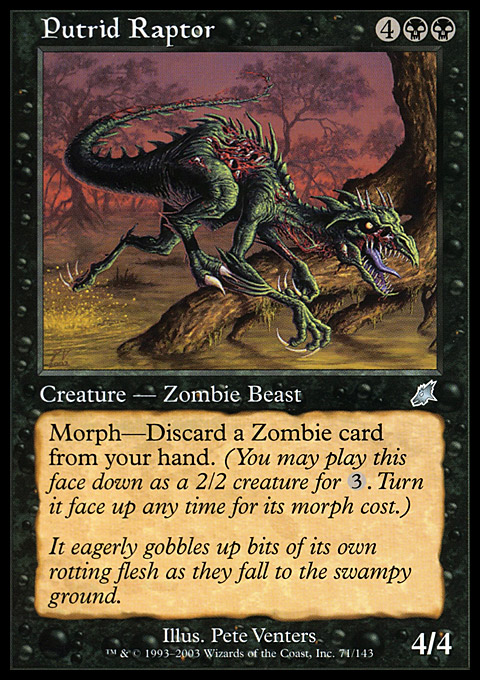 Putrid Raptor 4
Creature — Zombie Beast
Morph—Discard a Zombie card
from your hand. (You may play this
face down as a 2/2 creature for 3. Turn
it face up any time for its morph cost.)
It eagerly gobbles up bits of its own
rotting flesh as they fall to the swampy
ground.
Illus. Pete Venters
™ & © 1993–2003 Wizards of the Coast, Inc. 71/143
4/4